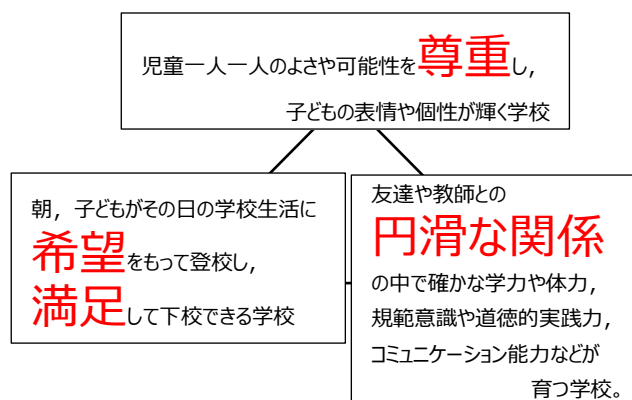 児童一人一人のよさや可能性を尊重し，
子どもの表情や個性が輝く学校
朝，子どもがその日の学校生活に
希望をもって登校し，
満足して下校できる学校
友達や教師との
円滑な関係
の中で確かな学力や体力，
規範意識や道徳的実践力，
コミュニケーション能力などが
育つ学校。